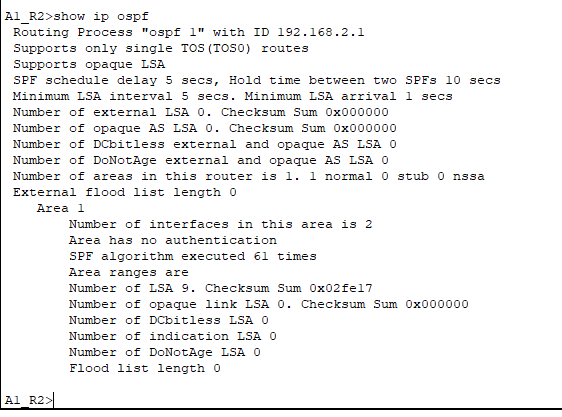 A1_R2>show ip ospf
Routing Process "ospf 1" with ID 192.168.2.1
Supports only single TOS(TOS0) routes
Supports opaque LSA
SPF schedule delay 5 secs, Hold time between two SPFs 10 secs
Minimum LSA interval 5 secs. Minimum LSA arrival 1 secs
Number of external LSA 0. Checksum Sum 0x000000
Number of opaque AS LSA 0. Checksum Sum 0x000000
Number of DCbitless external and opaque AS LSA 0
Number of DoNotAge external and opaque AS LSA 0
Number of areas in this router is 1. 1 normal 0 stub 0 nssa
External flood list length 0
Area 1
Number of interfaces in this area is 2
Area has no authentication
SPF algorithm executed 61 times
Area ranges are
Number of LSA 9. Checksum Sum 0x02fe17
Number of opaque link LSA 0. Checksum Sum 0x000000
Number of DCbitless LSA 0
Number of indication LSA 0
Number of DoNotAge LSA 0
Flood list length 0
A1_R2>